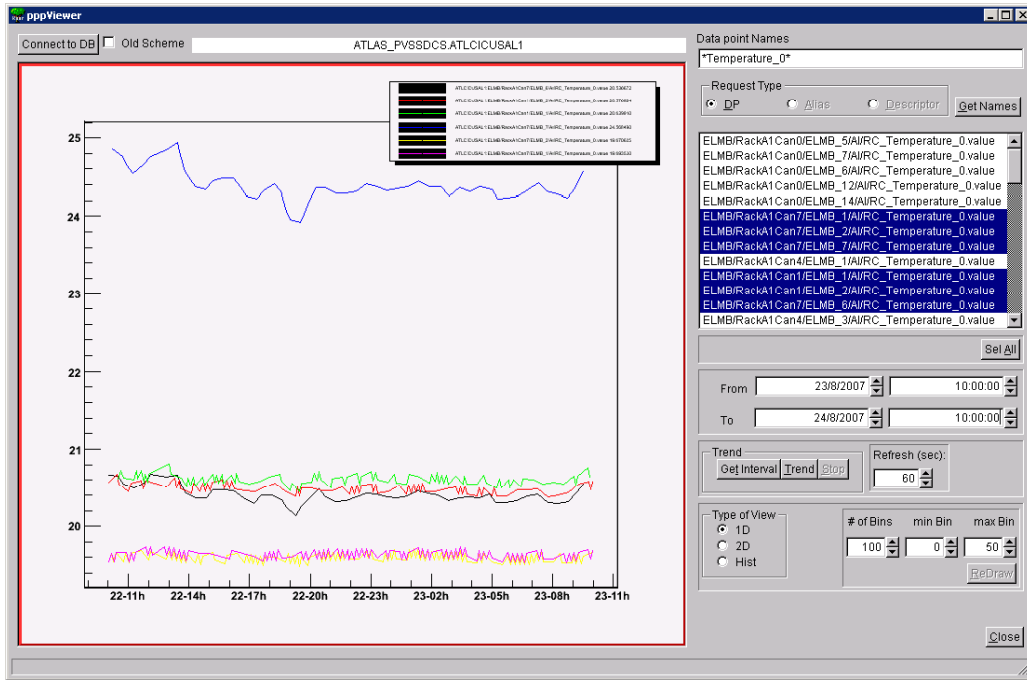 pppViewer
Connect to DB Old Scheme ATLAS_PVSSDCS.ATLCICUSAL1
Data point Names
*Temperature_0*
Request Type
DP Alias Descriptor Get Names
ELMB/RackA1Can0/ELMB_5/AI/RC_Temperature_0.value
ELMB/RackA1Can0/ELMB_7/AI/RC_Temperature_0.value
ELMB/RackA1Can0/ELMB_6/AI/RC_Temperature_0.value
ELMB/RackA1Can0/ELMB_12/AI/RC_Temperature_0.value
ELMB/RackA1Can0/ELMB_14/AI/RC_Temperature_0.value
ELMB/RackA1Can7/ELMB_1/AI/RC_Temperature_0.value
ELMB/RackA1Can7/ELMB_2/AI/RC_Temperature_0.value
ELMB/RackA1Can7/ELMB_7/AI/RC_Temperature_0.value
ELMB/RackA1Can4/ELMB_1/AI/RC_Temperature_0.value
ELMB/RackA1Can1/ELMB_1/AI/RC_Temperature_0.value
ELMB/RackA1Can1/ELMB_2/AI/RC_Temperature_0.value
ELMB/RackA1Can7/ELMB_6/AI/RC_Temperature_0.value
ELMB/RackA1Can4/ELMB_3/AI/RC_Temperature_0.value
Sel All
From 23/8/2007 10:00:00
To 24/8/2007 10:00:00
Trend
Get Interval Trend Stop
Refresh (sec):
60
Type of View
1D
2D
Hist
# of Bins min Bin max Bin
100 0 50
ReDraw
Close
25
24
23
22
21
20
22-11h 22-14h 22-17h 22-20h 22-23h 23-02h 23-05h 23-08h 23-11h